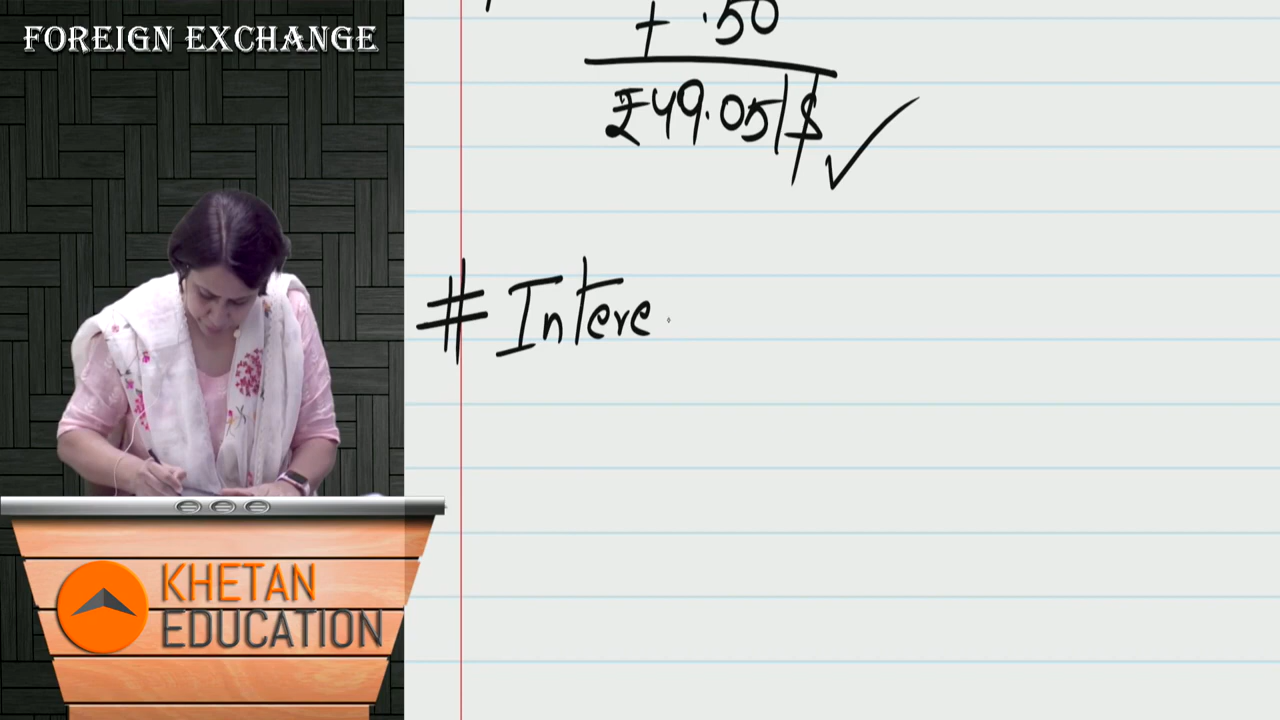 FOREIGN EXCHANGE
+ .50
₹49.05/$ ✓
# Intere
KHETAN
EDUCATION